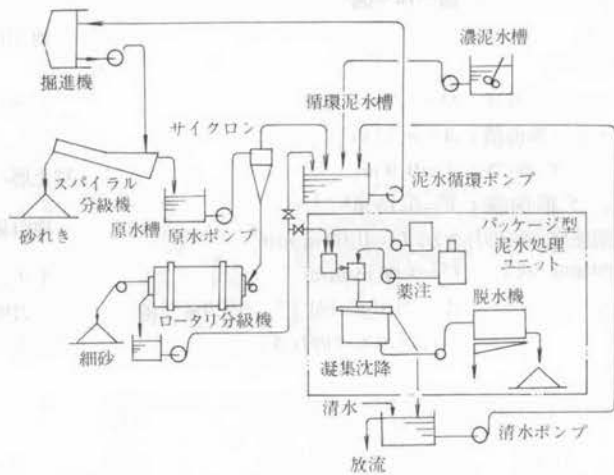 濃泥水槽
掘進機
循環泥水槽
サイクロン
泥水循環ポンプ
スパイラル
分級機
砂れき
原水槽
原水ポンプ
パッケージ型
泥水処理
ユニット
薬注
脱水機
ロータリ分級機
細砂
凝集沈降
清水
清水ポンプ
放流